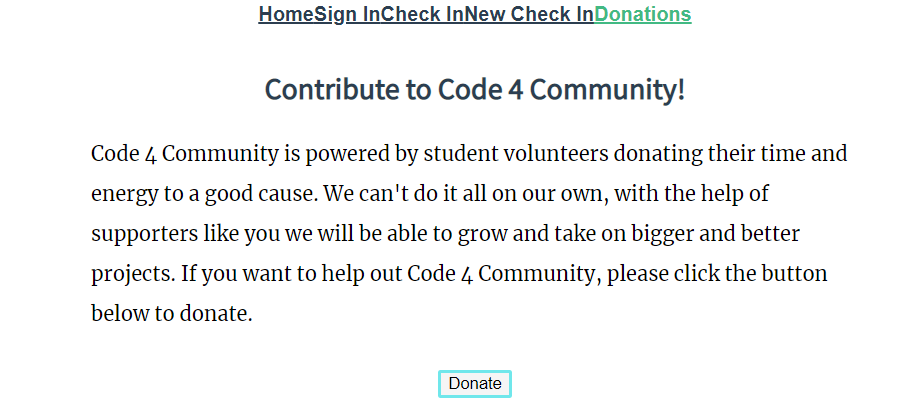 HomeSign InCheck InNew Check InDonations
Contribute to Code 4 Community!
Code 4 Community is powered by student volunteers donating their time and
energy to a good cause. We can't do it all on our own, with the help of
supporters like you we will be able to grow and take on bigger and better
projects. If you want to help out Code 4 Community, please click the button
below to donate.
Donate